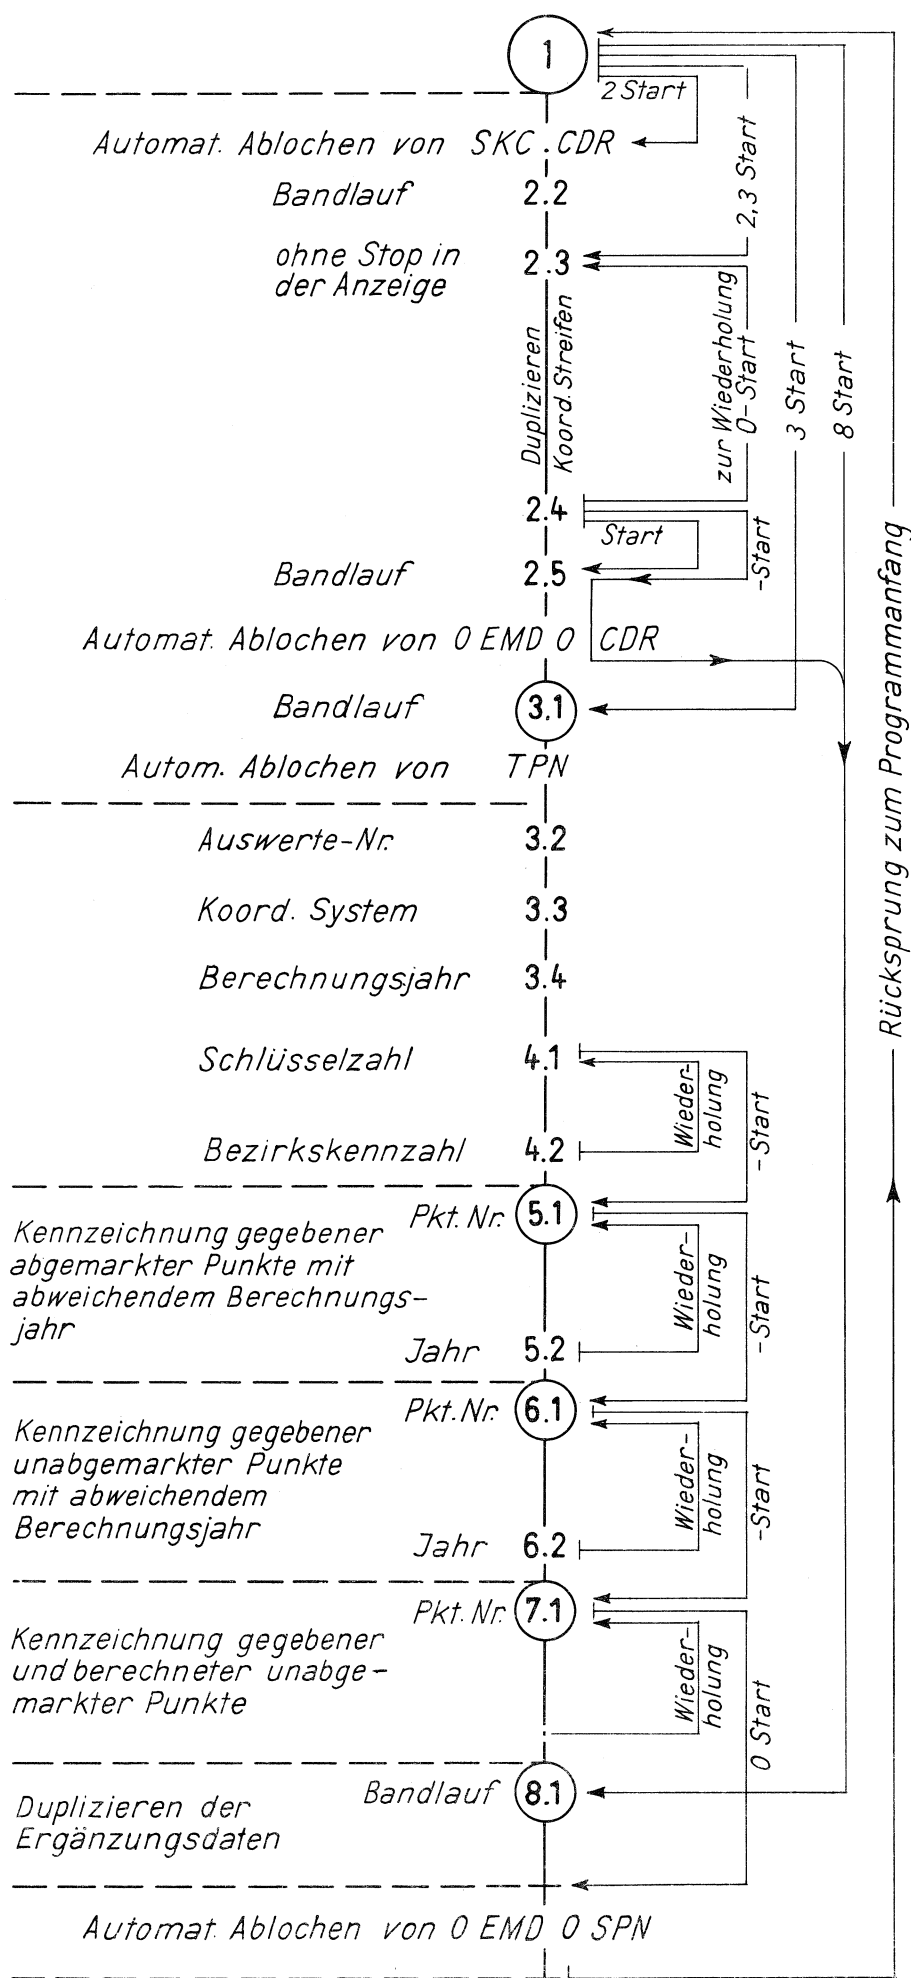 1
2 Start
Automat. Ablochen von SKC . CDR
2,3 Start
Bandlauf 2.2
ohne Stop in
der Anzeige
2.3
Duplizieren
Koord. Streifen
zur Wiederholung
0-Start
3 Start
8 Start
2.4
Start
-Start
Bandlauf 2.5
Automat. Ablochen von 0 EMD 0 CDR
Bandlauf 3.1
Autom. Ablochen von TPN
Rücksprung zum Programmanfang
Auswerte-Nr. 3.2
Koord. System 3.3
Berechnungsjahr 3.4
Schlüsselzahl 4.1
Wieder-
holung
-Start
Bezirkskennzahl 4.2
Pkt. Nr. 5.1
Kennzeichnung gegebener
abgemarkter Punkte mit
abweichendem Berechnungs-
jahr
Wieder-
holung
-Start
Jahr 5.2
Pkt. Nr. 6.1
Kennzeichnung gegebener
unabgemarkter Punkte
mit abweichendem
Berechnungsjahr
Wieder-
holung
-Start
Jahr 6.2
Pkt. Nr. 7.1
Kennzeichnung gegebener
und berechneter unabge-
markter Punkte
Wieder-
holung
0 Start
Bandlauf 8.1
Duplizieren der
Ergänzungsdaten
Automat. Ablochen von 0 EMD 0 SPN